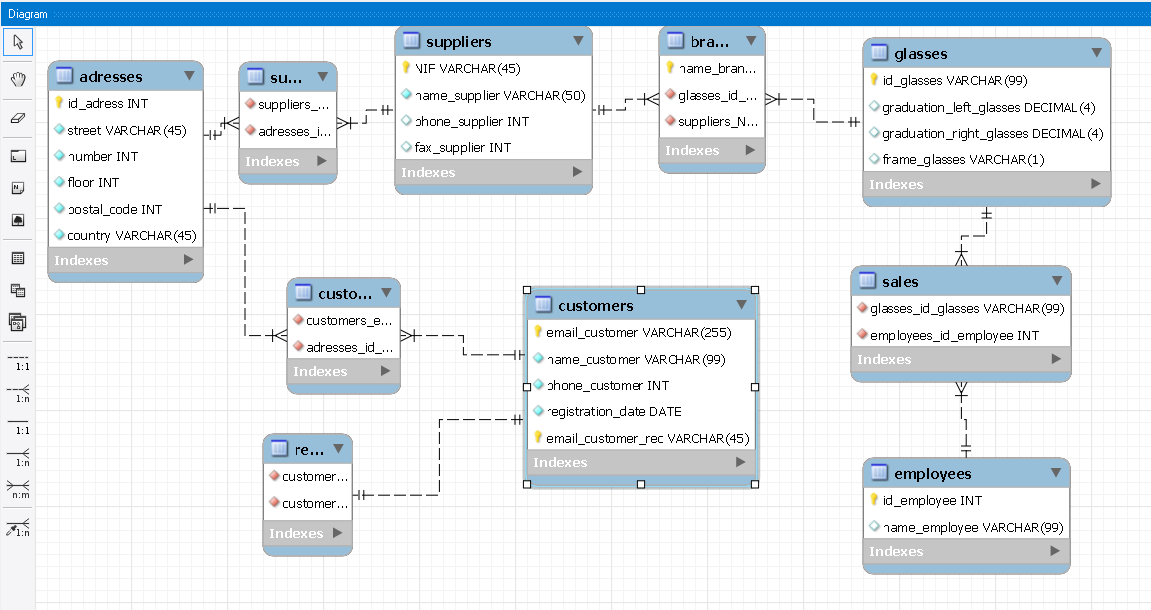 Diagram
adresses
id_adress INT
street VARCHAR(45)
number INT
floor INT
postal_code INT
country VARCHAR(45)
Indexes
su...
suppliers_...
adresses_i...
Indexes
suppliers
NIF VARCHAR(45)
name_supplier VARCHAR(50)
phone_supplier INT
fax_supplier INT
Indexes
bra...
name_bran...
glasses_id_...
suppliers_N...
Indexes
glasses
id_glasses VARCHAR(99)
graduation_left_glasses DECIMAL(4)
graduation_right_glasses DECIMAL(4)
frame_glasses VARCHAR(1)
Indexes
custo...
customers_e...
adresses_id_...
Indexes
customers
email_customer VARCHAR(255)
name_customer VARCHAR(99)
phone_customer INT
registration_date DATE
email_customer_rec VARCHAR(45)
Indexes
sales
glasses_id_glasses VARCHAR(99)
employees_id_employee INT
Indexes
re...
customer...
customer...
Indexes
employees
id_employee INT
name_employee VARCHAR(99)
Indexes
1:1
1:n
1:1
1:n
n:m
1:n